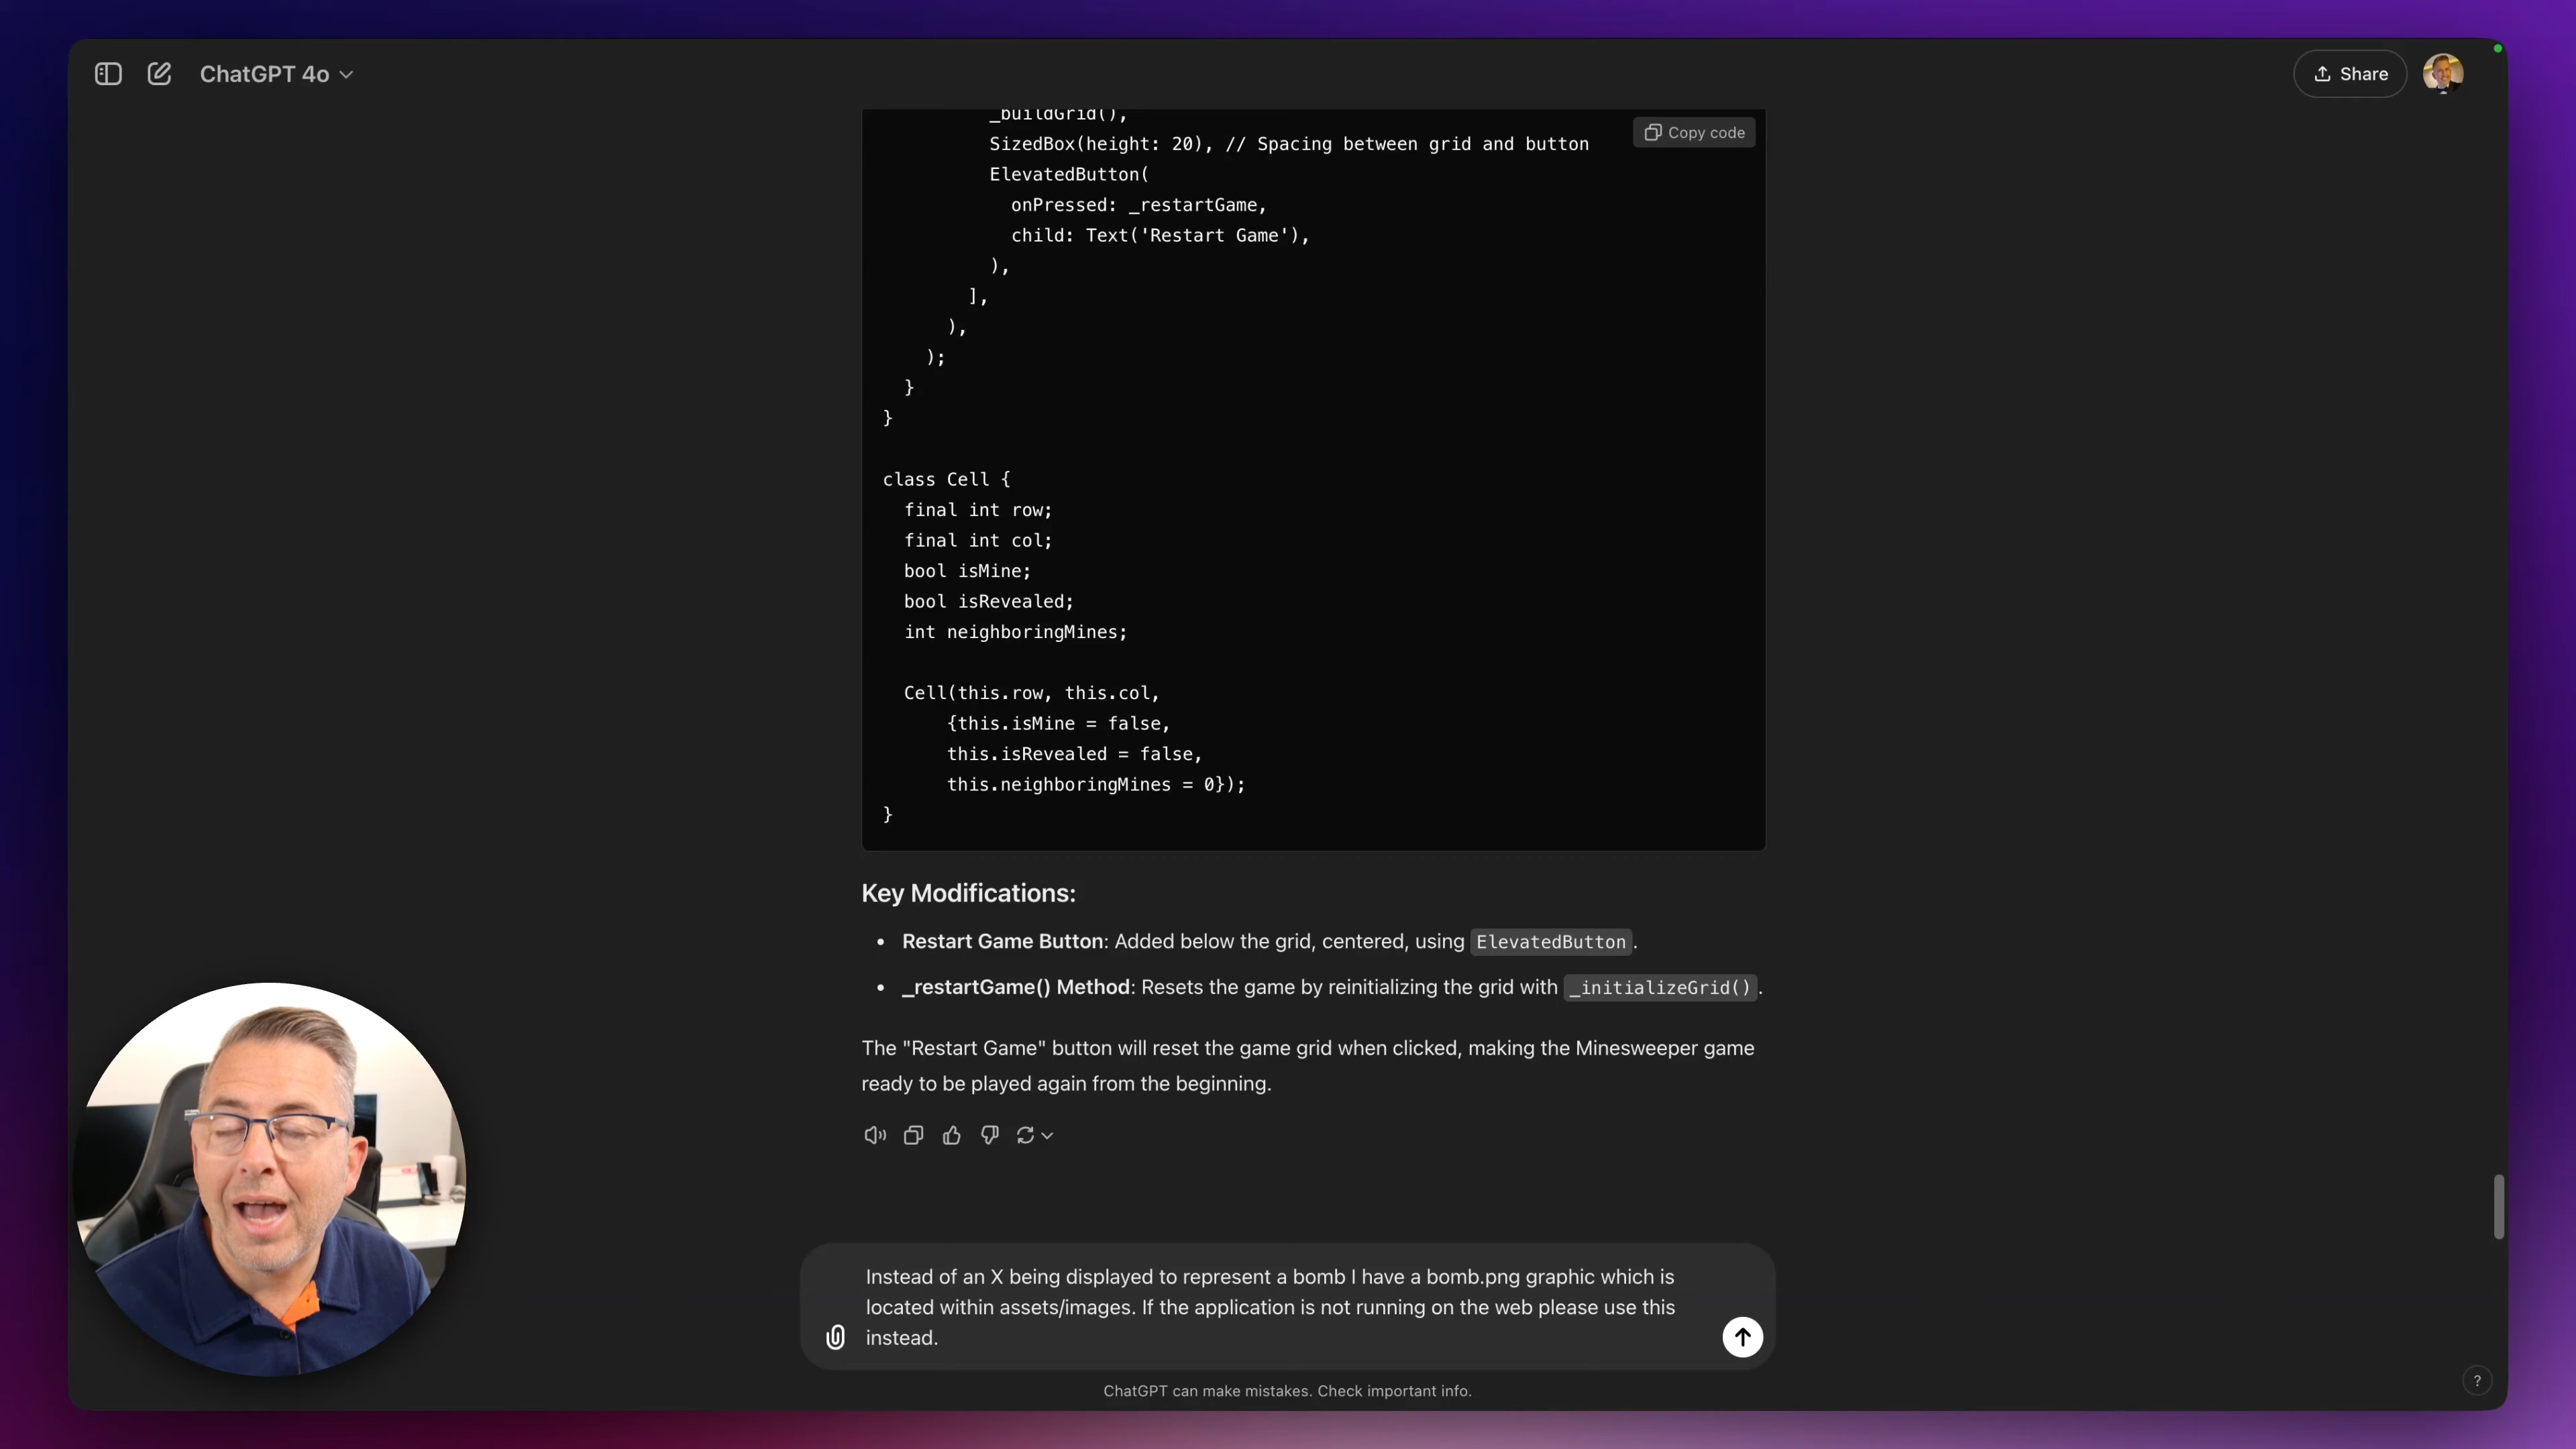 ChatGPT 4o
Share
_buildGrid(),
Copy code
SizedBox(height: 20), // Spacing between grid and button
ElevatedButton(
onPressed: _restartGame,
child: Text('Restart Game'),
),
],
),
);
}
}
class Cell {
final int row;
final int col;
bool isMine;
bool isRevealed;
int neighboringMines;
Cell(this.row, this.col,
{this.isMine = false,
this.isRevealed = false,
this.neighboringMines = 0});
}
Key Modifications:
• Restart Game Button: Added below the grid, centered, using ElevatedButton.
• _restartGame() Method: Resets the game by reinitializing the grid with _initializeGrid().
The "Restart Game" button will reset the game grid when clicked, making the Minesweeper game
ready to be played again from the beginning.
Instead of an X being displayed to represent a bomb I have a bomb.png graphic which is
located within assets/images. If the application is not running on the web please use this
instead.
ChatGPT can make mistakes. Check important info.
?